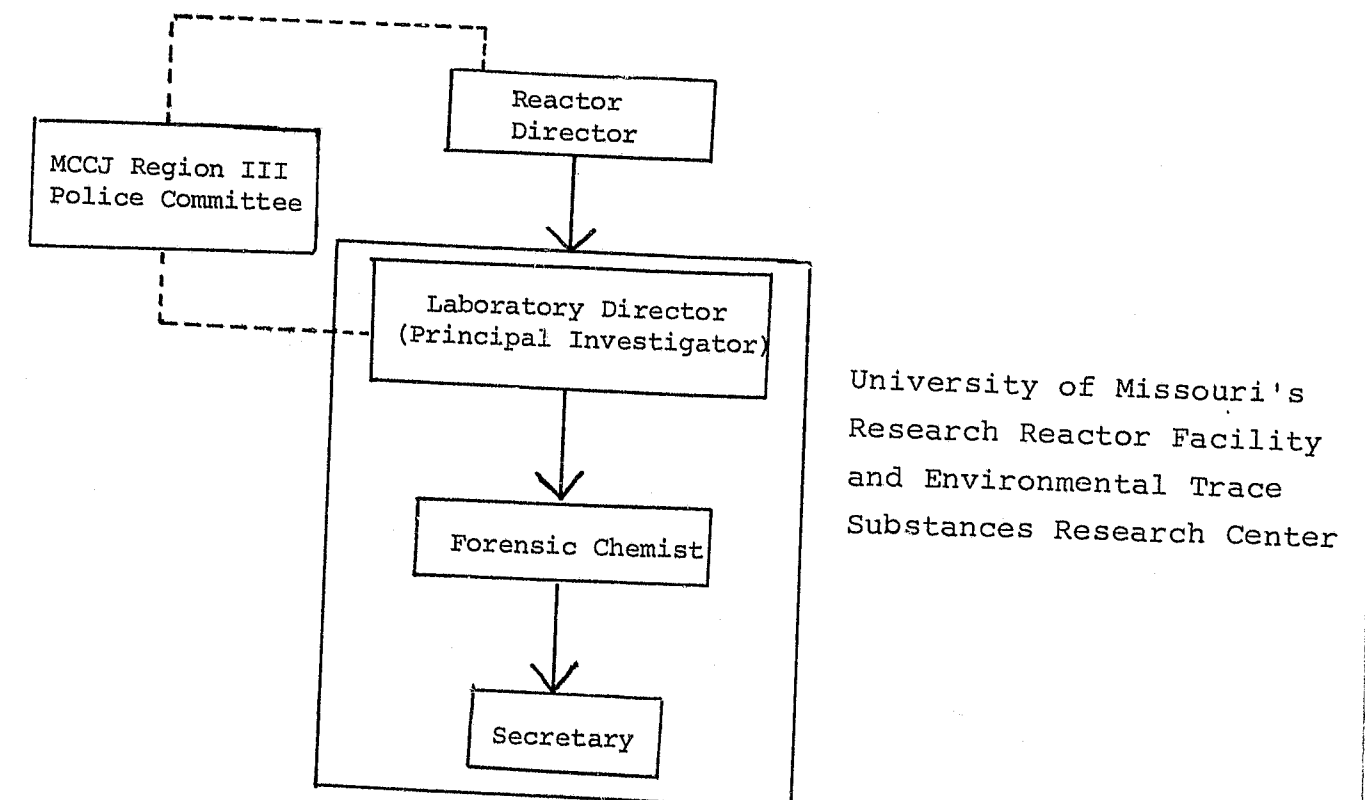 Reactor
Director
MCCJ Region III
Police Committee
Laboratory Director
(Principal Investigator)
University of Missouri's
Research Reactor Facility
and Environmental Trace
Substances Research Center
Forensic Chemist
Secretary